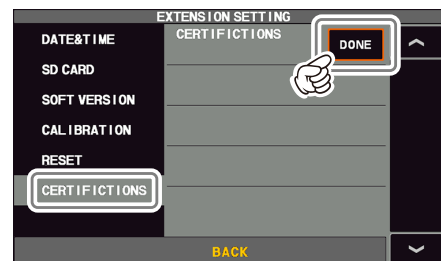 EXTENSION SETTING
DATE&TIME
CERTIFICTIONS
DONE
SD CARD
SOFT VERSION
CALIBRATION
RESET
CERTIFICTIONS
BACK